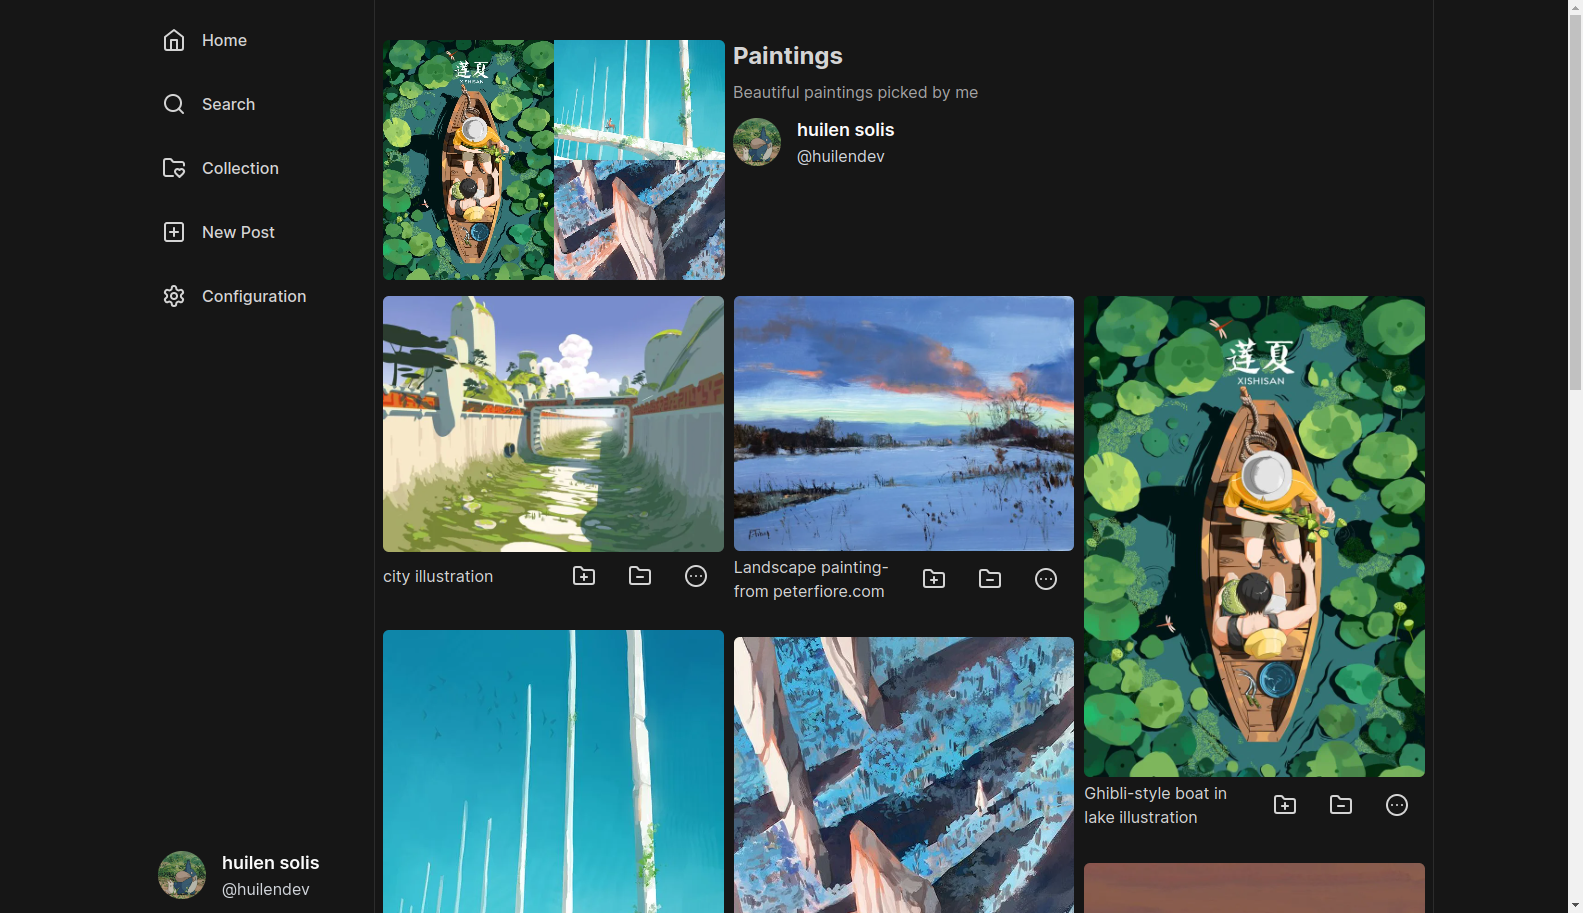 Home
Search
Collection
New Post
Configuration
莲夏
XISHISAN
Paintings
Beautiful paintings picked by me
huilen solis
@huilendev
city illustration
Landscape painting-
from peterfiore.com
莲夏
XISHISAN
Ghibli-style boat in
lake illustration
huilen solis
@huilendev